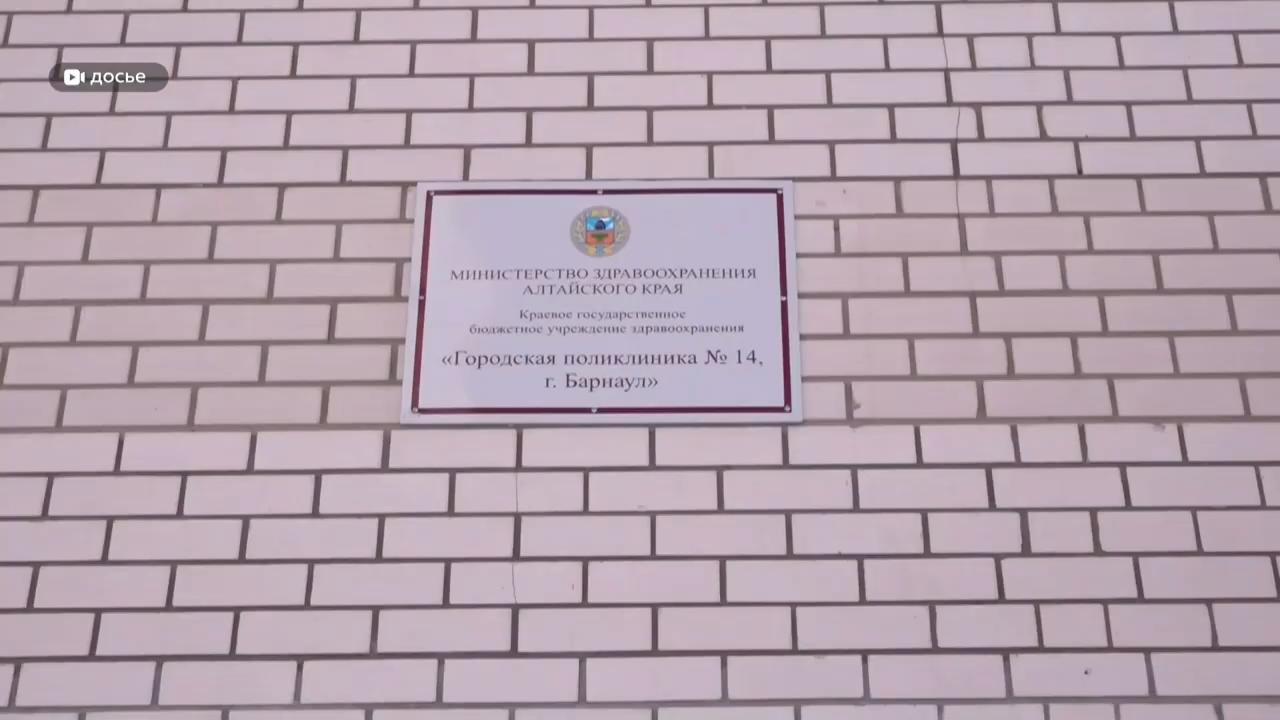 досье
МИНИСТЕРСТВО ЗДРАВООХРАНЕНИЯ
АЛТАЙСКОГО КРАЯ
Краевое государственное
бюджетное учреждение здравоохранения
«Городская поликлиника № 14,
г. Барнаул»